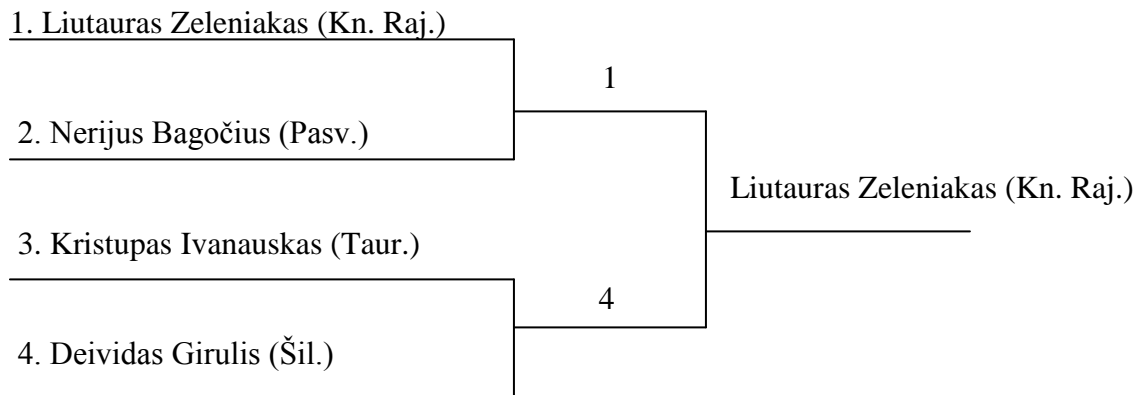 1. Liutauras Zeleniakas (Kn. Raj.)
1
2. Nerijus Bagočius (Pasv.)
Liutauras Zeleniakas (Kn. Raj.)
3. Kristupas Ivanauskas (Taur.)
4
4. Deividas Girulis (Šil.)